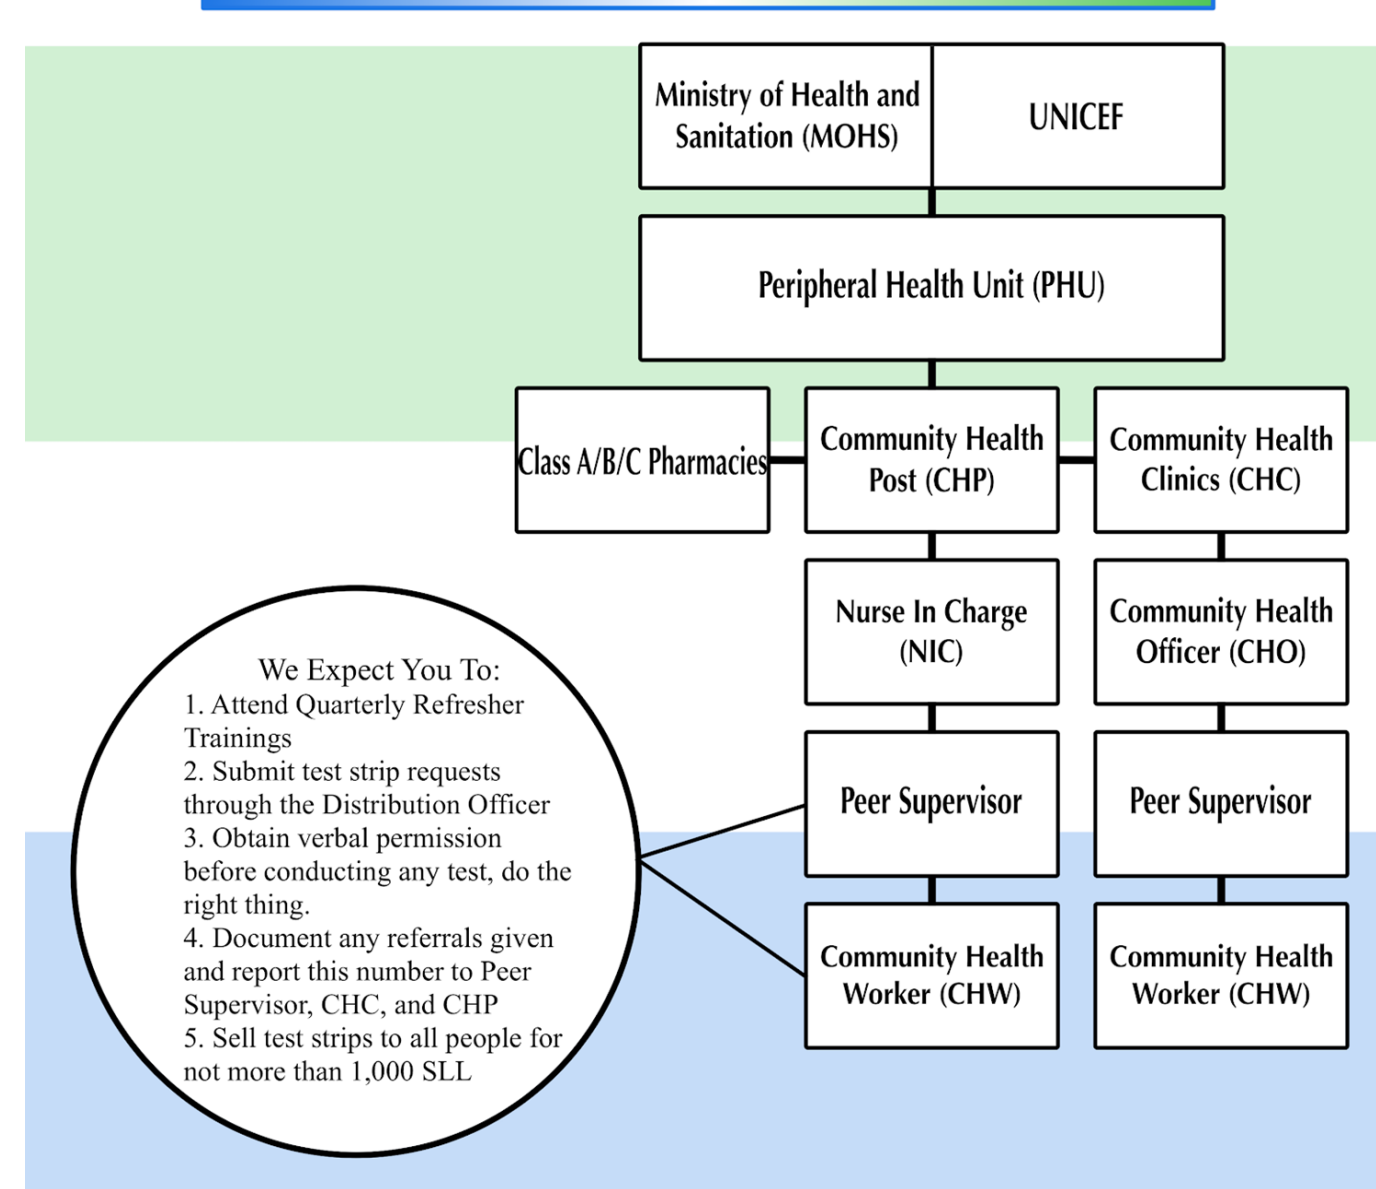 Ministry of Health and
Sanitation (MOHS)
UNICEF
Peripheral Health Unit (PHU)
Class A/B/C Pharmacies
Community Health
Post (CHP)
Community Health
Clinics (CHC)
Nurse In Charge
(NIC)
Community Health
Officer (CHO)
We Expect You To:
1. Attend Quarterly Refresher
Trainings
2. Submit test strip requests
through the Distribution Officer
3. Obtain verbal permission
before conducting any test, do the
right thing.
4. Document any referrals given
and report this number to Peer
Supervisor, CHC, and CHP
5. Sell test strips to all people for
not more than 1,000 SLL
Peer Supervisor
Peer Supervisor
Community Health
Worker (CHW)
Community Health
Worker (CHW)